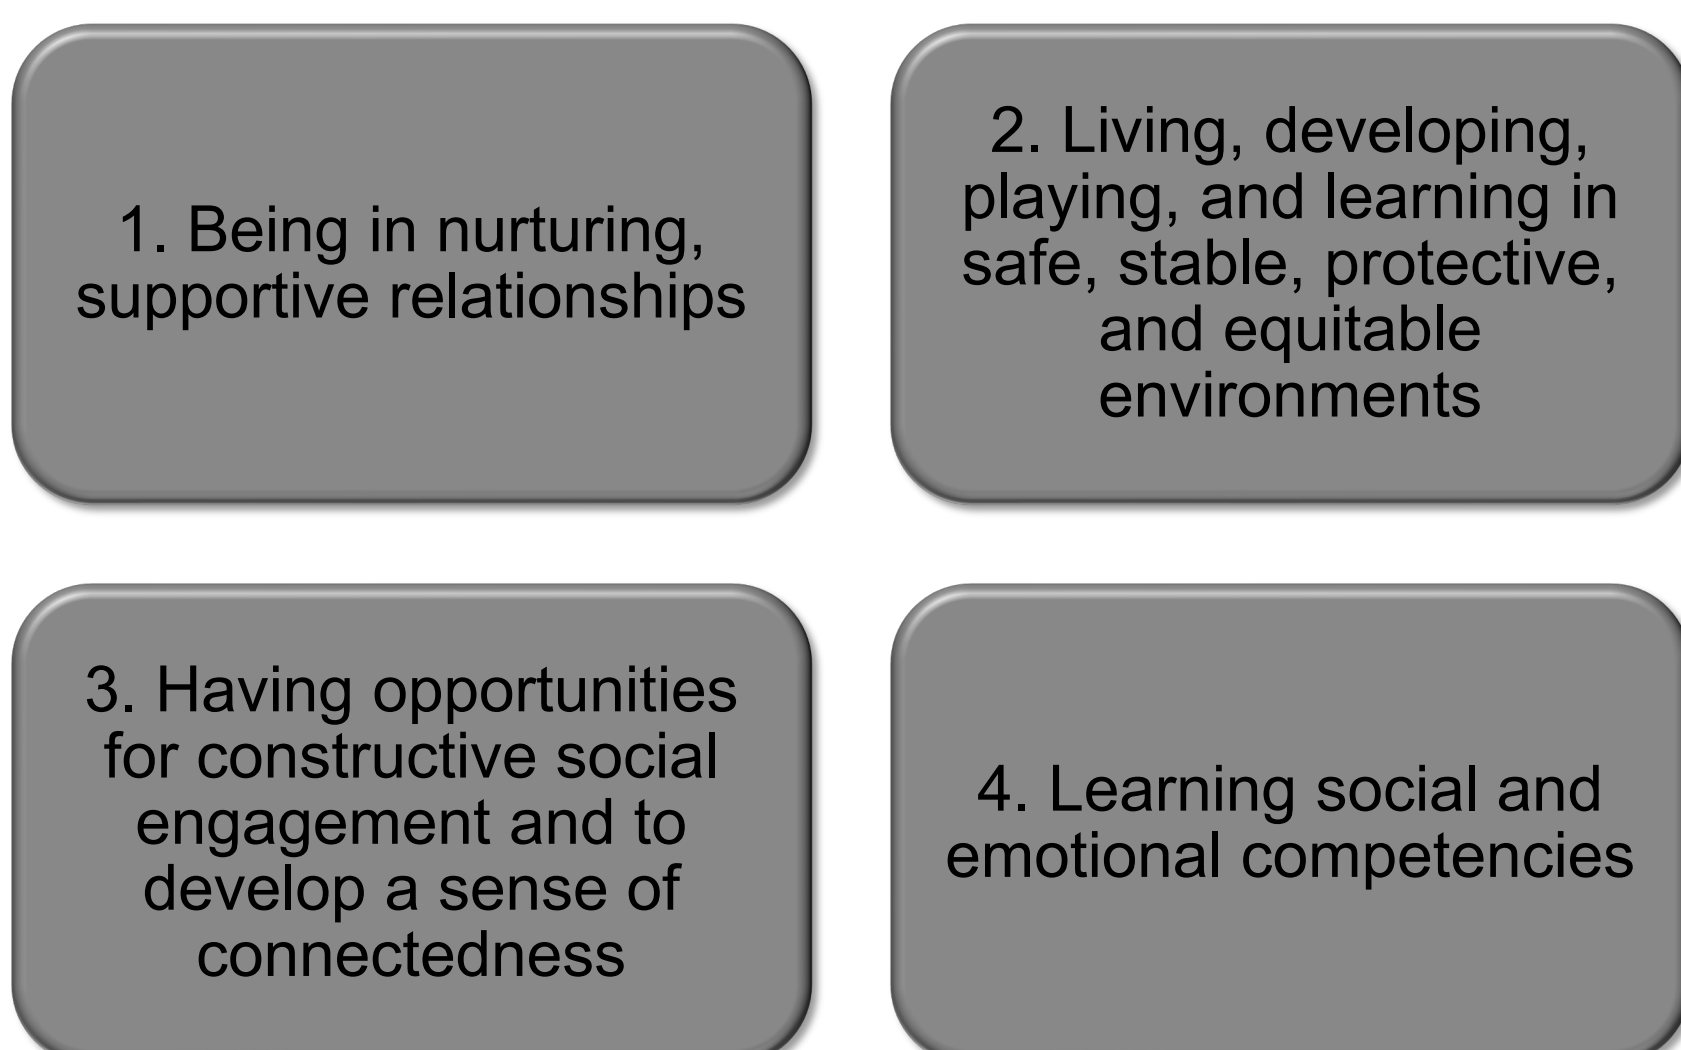 1. Being in nurturing,
supportive relationships
2. Living, developing,
playing, and learning in
safe, stable, protective,
and equitable
environments
3. Having opportunities
for constructive social
engagement and to
develop a sense of
connectedness
4. Learning social and
emotional competencies